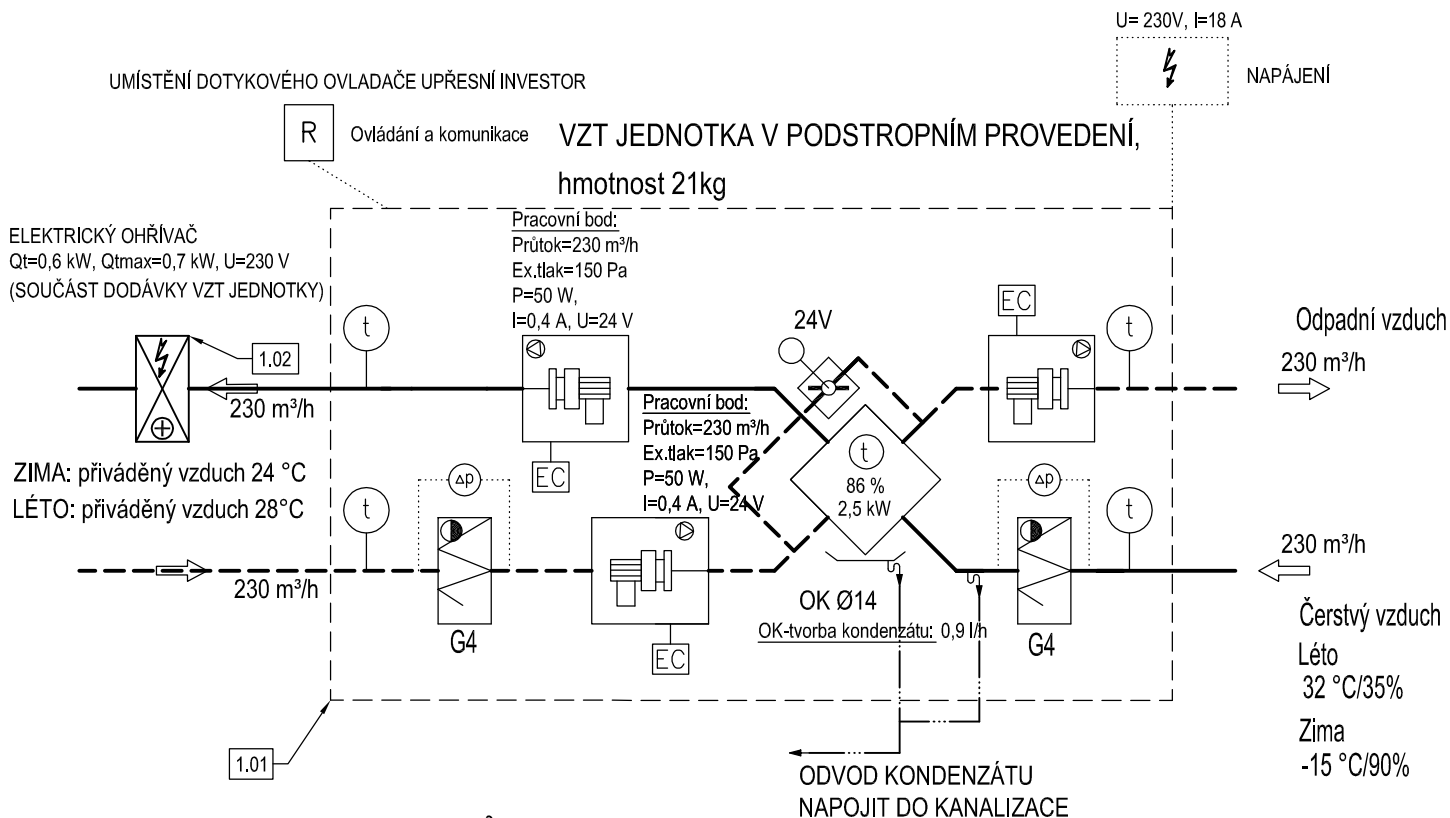 U= 230V, I=18 A
NAPÁJENÍ
UMÍSTĚNÍ DOTYKOVÉHO OVLADAČE UPŘESNÍ INVESTOR
R
Ovládání a komunikace
VZT JEDNOTKA V PODSTROPNÍM PROVEDENÍ,
hmotnost 21kg
ELEKTRICKÝ OHŘÍVAČ
Qt=0,6 kW, Qtmax=0,7 kW, U=230 V
(SOUČÁST DODÁVKY VZT JEDNOTKY)
Pracovní bod:
Průtok=230 m³/h
Ex.tlak=150 Pa
P=50 W,
I=0,4 A, U=24 V
1.02
t
24V
EC
t
Odpadní vzduch
230 m³/h
230 m³/h
EC
Pracovní bod:
Průtok=230 m³/h
Ex.tlak=150 Pa
P=50 W,
I=0,4 A, U=24 V
t
86 %
2,5 kW
ZIMA: přiváděný vzduch 24 °C
LÉTO: přiváděný vzduch 28°C
t
Δp
Δp
t
230 m³/h
230 m³/h
G4
EC
OK Ø14
OK-tvorba kondenzátu: 0,9 l/h
G4
Čerstvý vzduch
Léto
32 °C/35%
Zima
-15 °C/90%
1.01
ODVOD KONDENZÁTU
NAPOJIT DO KANALIZACE